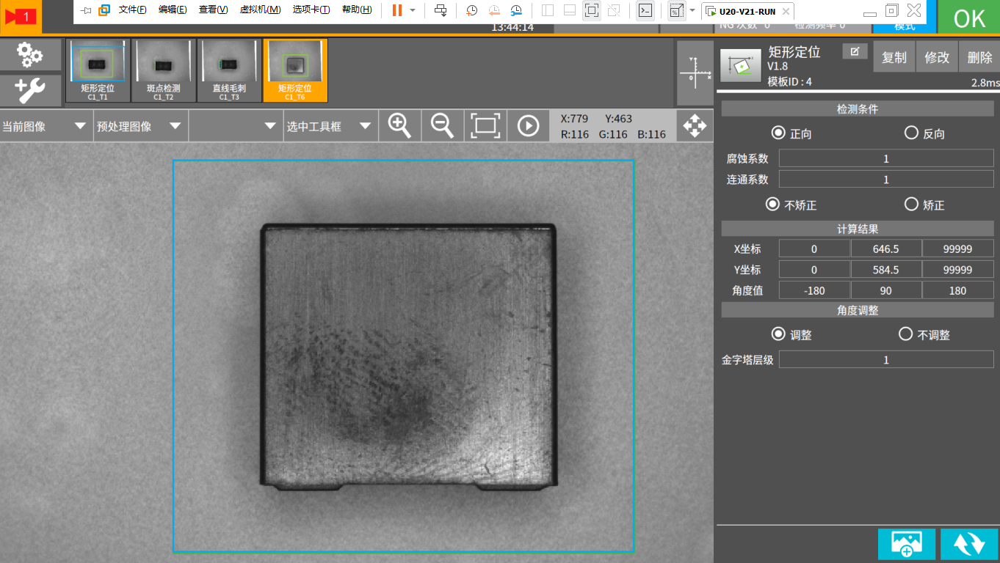 1
文件(F) 编辑(E) 查看(V) 虚拟机(M) 选项卡(T) 帮助(H)
U20-V21-RUN
13:44:14
NG 次数 0 检测频率 0
模式
OK
矩形定位
C1_T1
斑点检测
C1_T2
直线毛刺
C1_T3
矩形定位
C1_T6
Y
X
0
矩形定位
V1.8
模板ID : 4
复制 修改 删除
2.8ms
当前图像
预处理图像
选中工具框
X:779 Y:463
R:116 G:116 B:116
检测条件
正向 反向
腐蚀系数 1
连通系数 1
不矫正 矫正
计算结果
X坐标 0 646.5 99999
Y坐标 0 584.5 99999
角度值 -180 90 180
角度调整
调整 不调整
金字塔层级 1